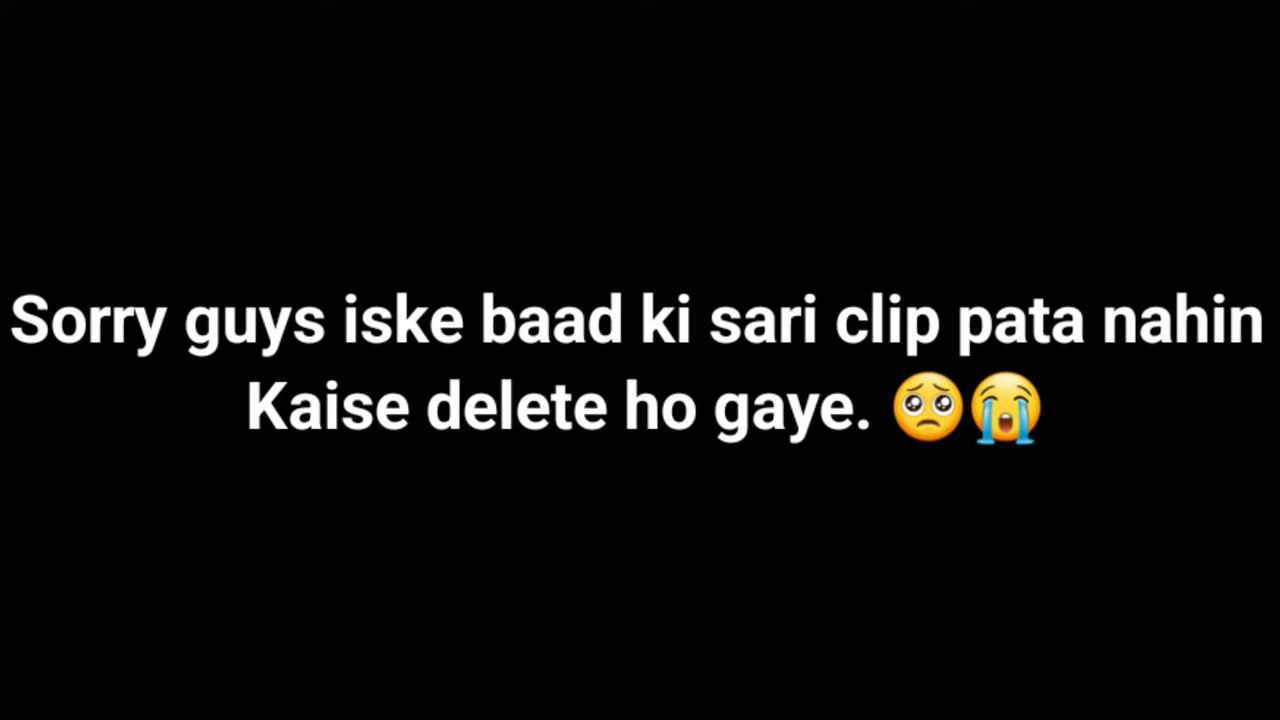 Sorry guys iske baad ki sari clip pata nahin
Kaise delete ho gaye. 🥺😭